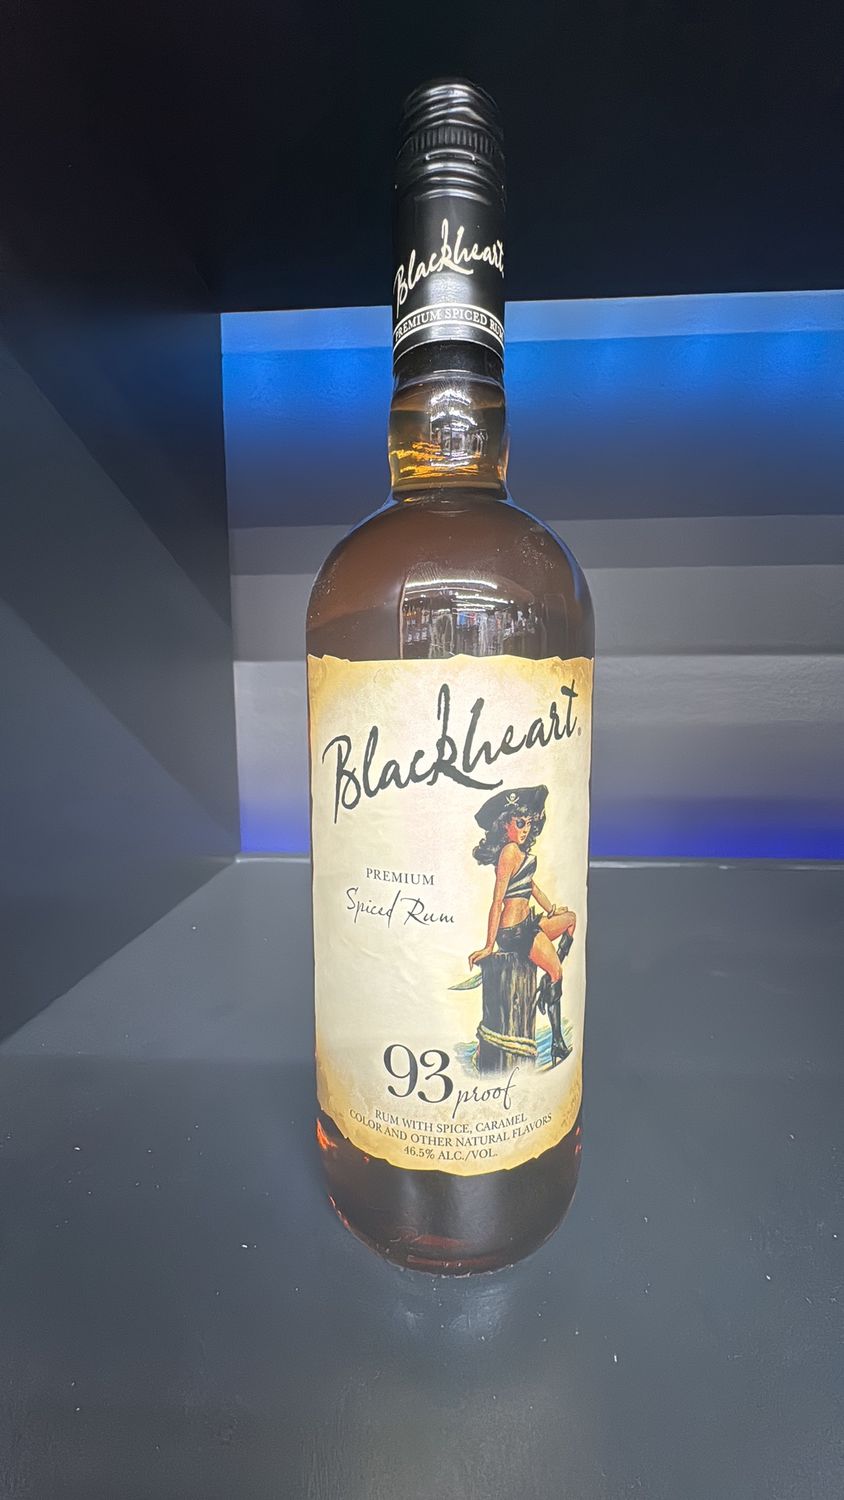 Blackheart
PREMIUM SPICED RUM
Blackheart®
PREMIUM
Spiced Rum
93 proof
RUM WITH SPICE, CARAMEL
COLOR AND OTHER NATURAL FLAVORS
46.5% ALC./VOL.